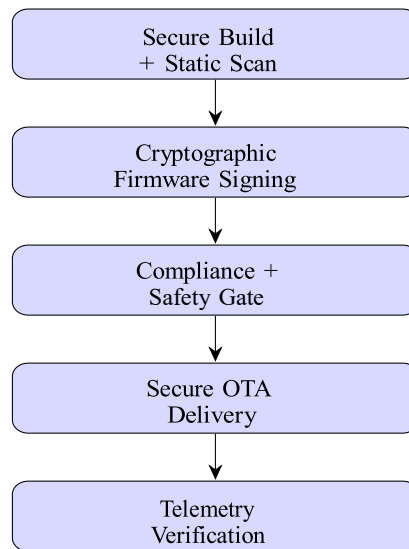 Secure Build
+ Static Scan
Cryptographic
Firmware Signing
Compliance +
Safety Gate
Secure OTA
Delivery
Telemetry
Verification